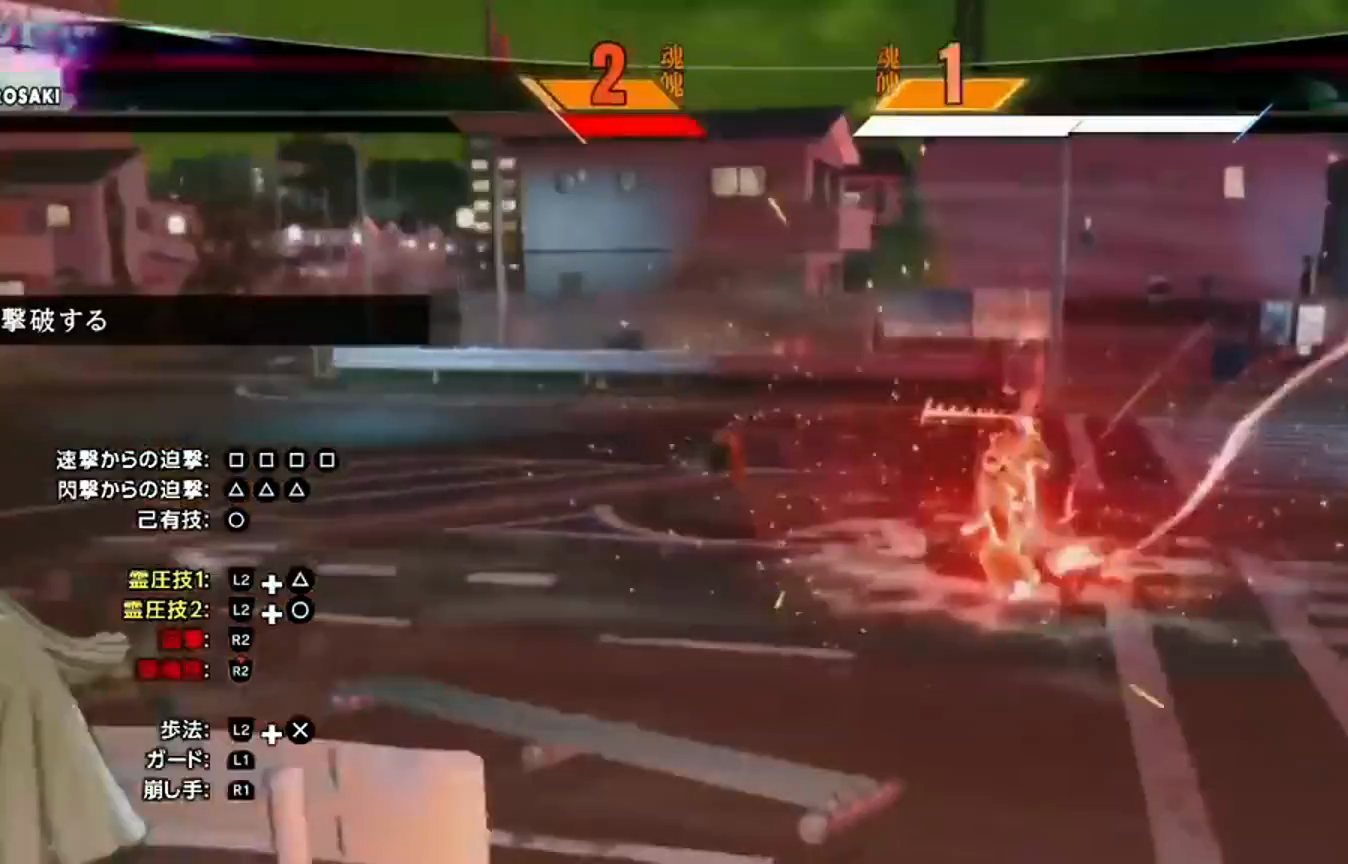 ROSAKI
2 魂魄
魂魄 1
撃破する
速撃からの迫撃: □ □ □ □
閃撃からの迫撃: △ △ △
己有技: ○
霊圧技1: L2 + △
霊圧技2: L2 + ○
R2
R2
歩法: L2 + ✕
ガード: L1
崩し手: R1